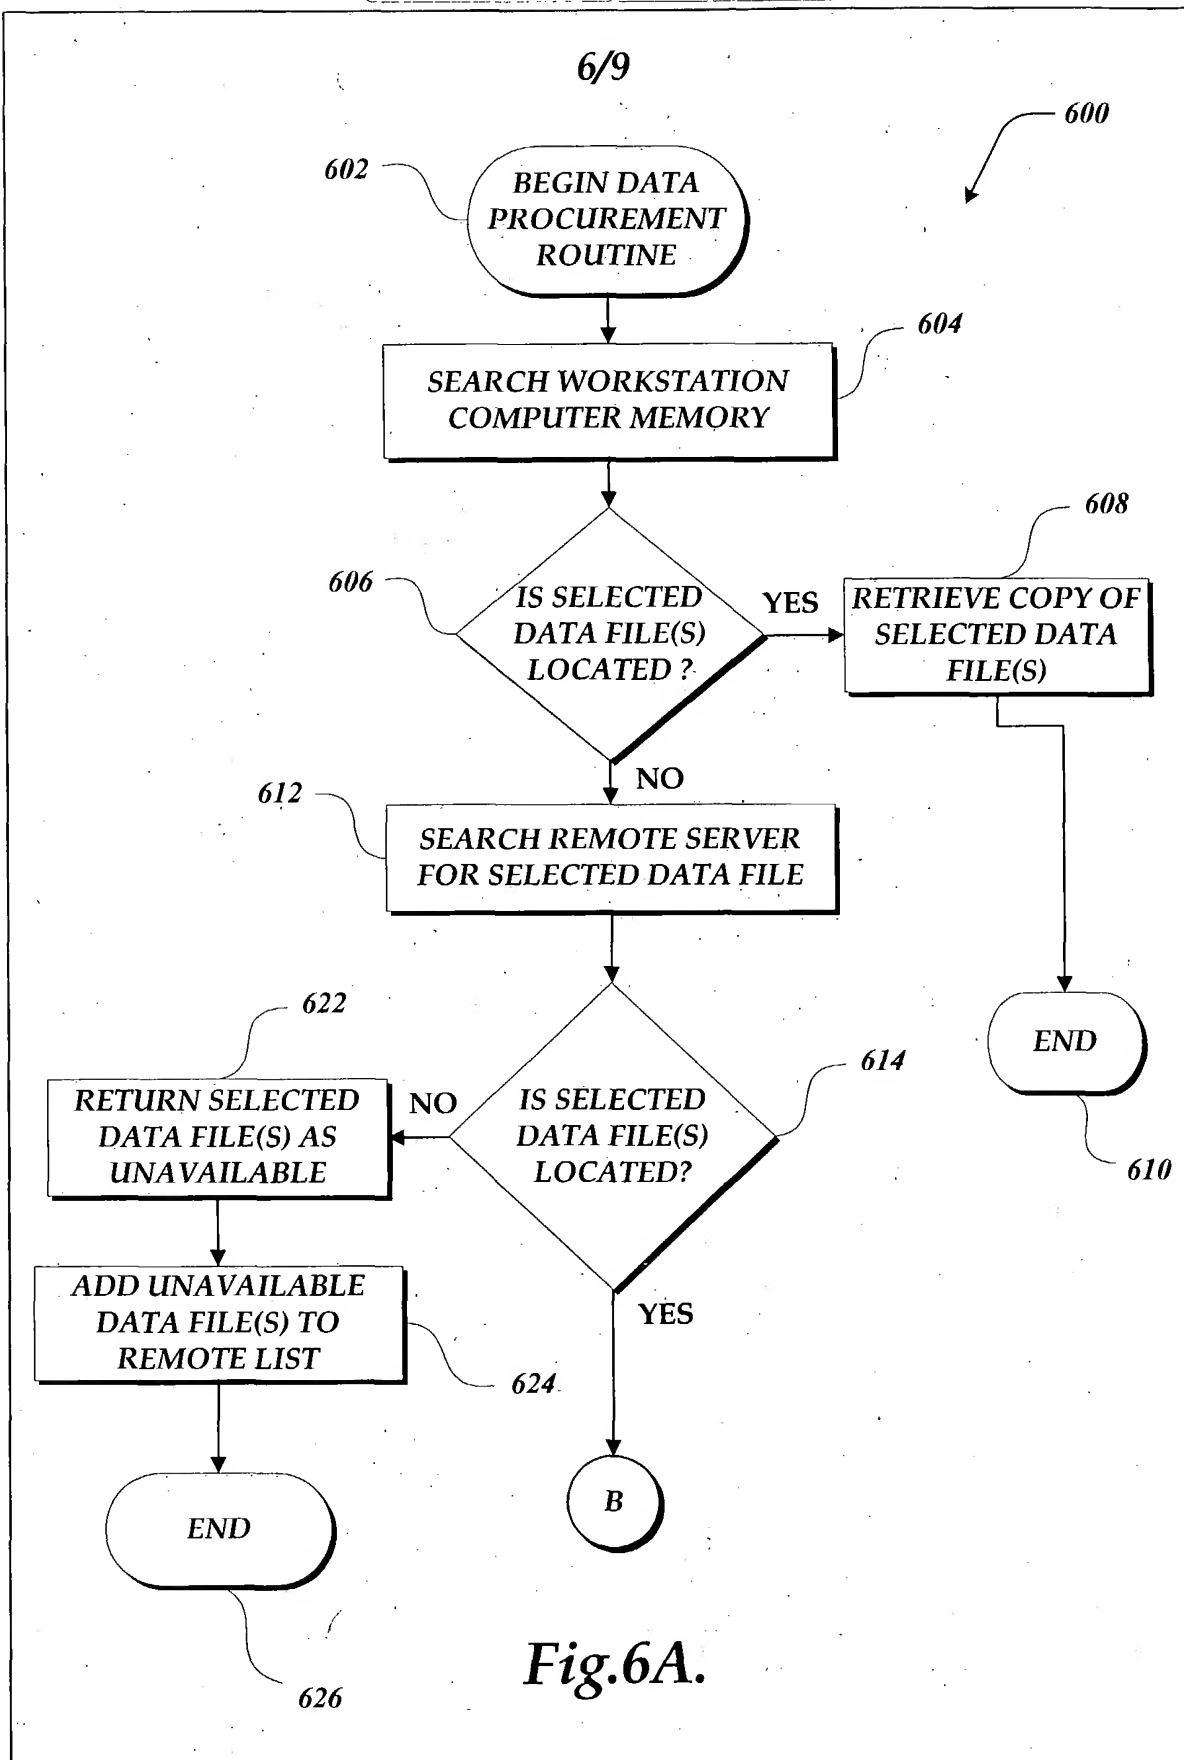 6/9
600
602
BEGIN DATA
PROCUREMENT
ROUTINE
604
SEARCH WORKSTATION
COMPUTER MEMORY
606
IS SELECTED
DATA FILE(S)
LOCATED ?
YES
608
RETRIEVE COPY OF
SELECTED DATA
FILE(S)
NO
612
SEARCH REMOTE SERVER
FOR SELECTED DATA FILE
END
610
614
IS SELECTED
DATA FILE(S)
LOCATED?
NO
622
RETURN SELECTED
DATA FILE(S) AS
UNAVAILABLE
ADD UNAVAILABLE
DATA FILE(S) TO
REMOTE LIST
624
YES
B
END
626
Fig.6A.